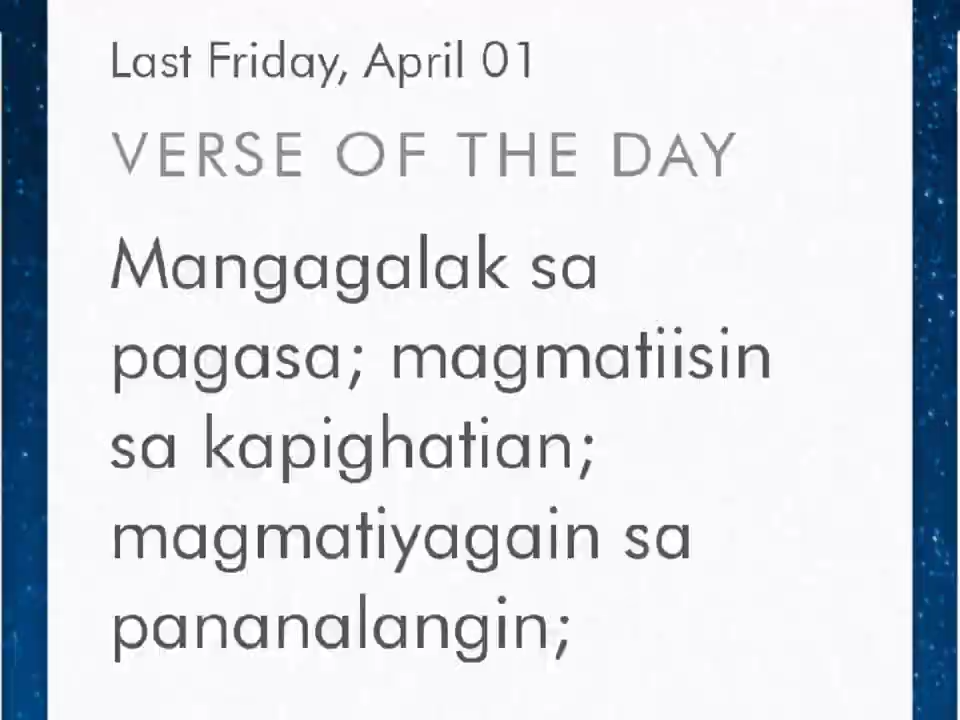 Last Friday, April 01
VERSE OF THE DAY
Mangagalak sa
pagasa; magmatiisin
sa kapighatian;
magmatiyagain sa
pananalangin;